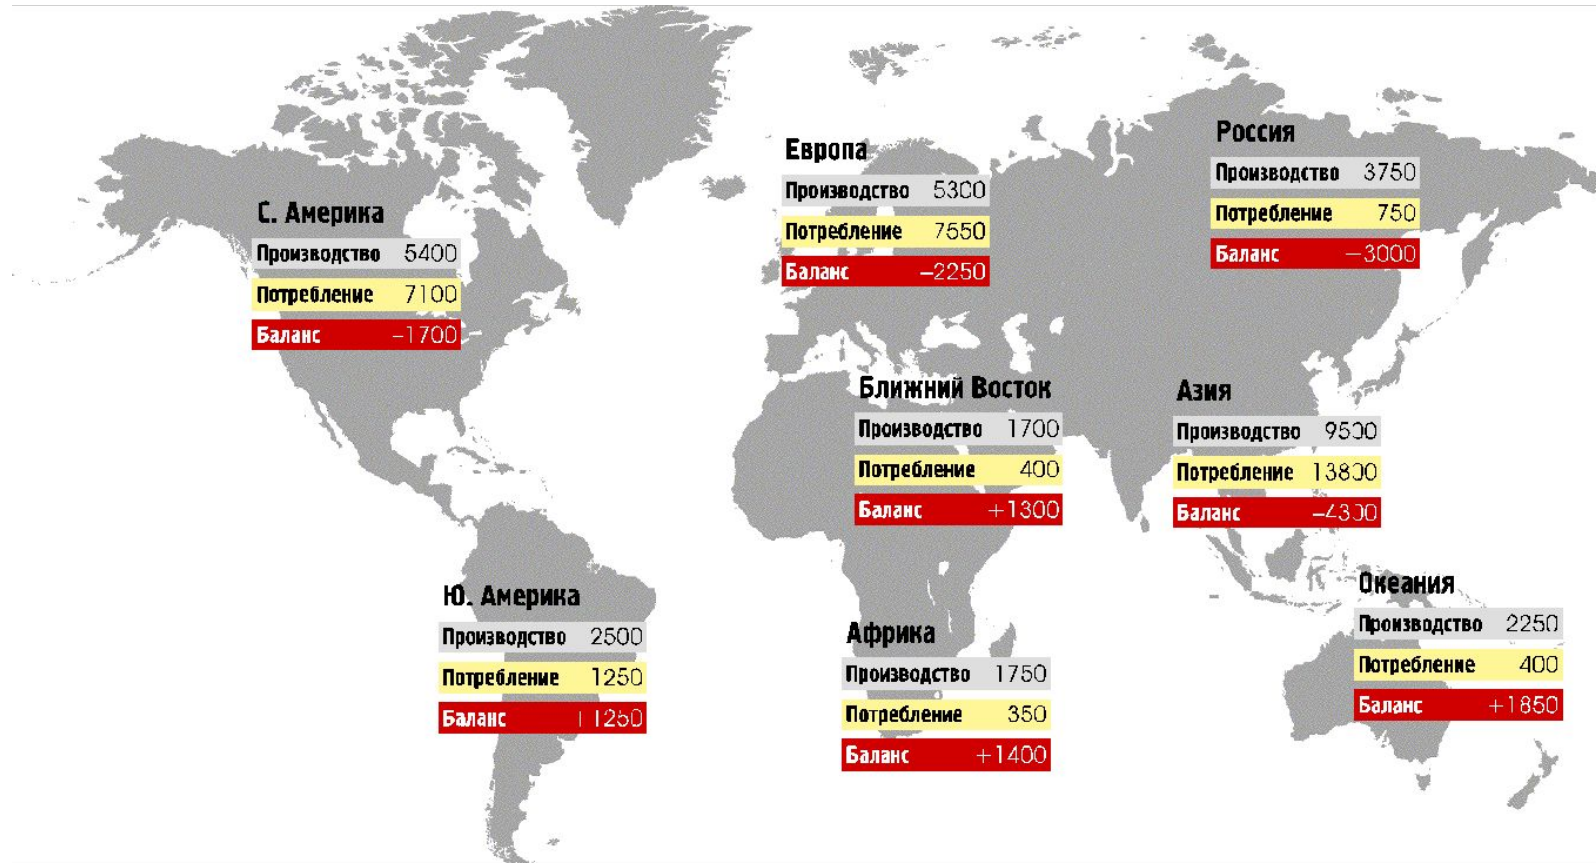 С. Америка
Производство 5400
Потребление 7100
Баланс –1700
Европа
Производство 5300
Потребление 7550
Баланс –2250
Россия
Производство 3750
Потребление 750
Баланс –3000
Ближний Восток
Производство 1700
Потребление 400
Баланс +1300
Азия
Производство 9500
Потребление 13800
Баланс –4300
Ю. Америка
Производство 2500
Потребление 1250
Баланс +1250
Африка
Производство 1750
Потребление 350
Баланс +1400
Океания
Производство 2250
Потребление 400
Баланс +1850